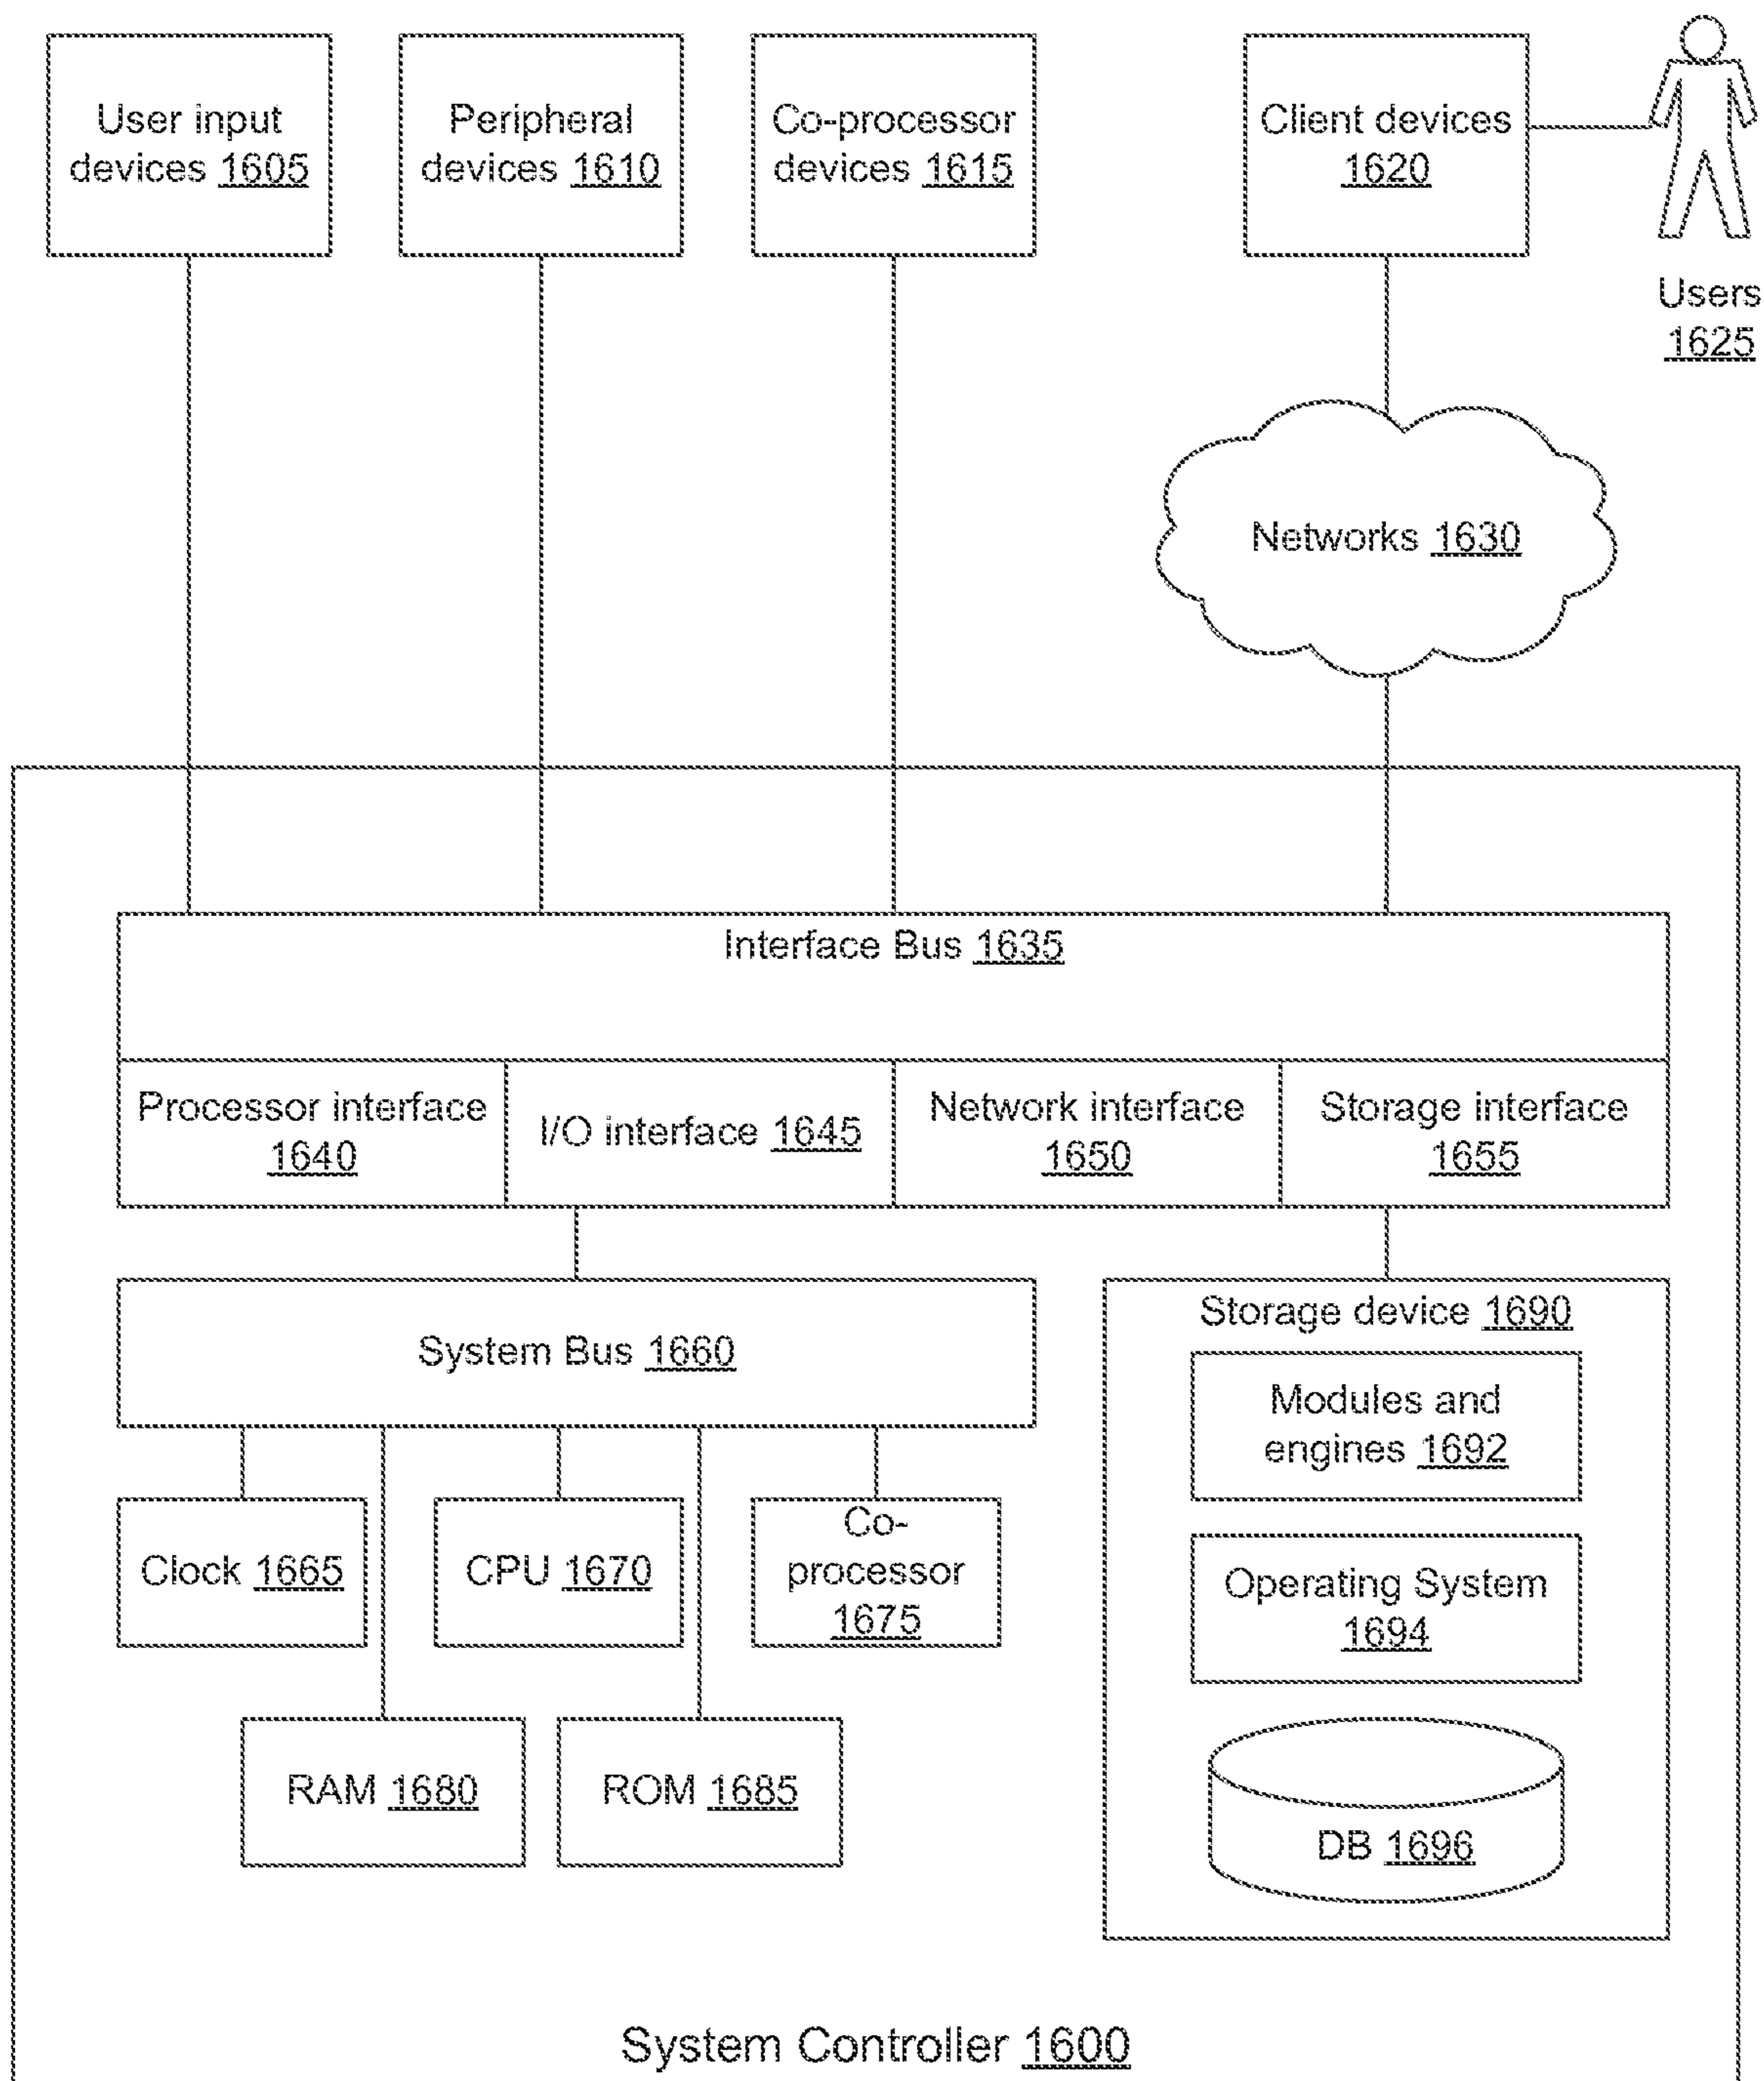 User input
devices 1605
Peripheral
devices 1610
Co-processor
devices 1615
Client devices
1620
Users
1625
Networks 1630
Interface Bus 1635
Processor interface
1640
I/O interface 1645
Network interface
1650
Storage interface
1655
System Bus 1660
Storage device 1690
Modules and
engines 1692
Clock 1665
CPU 1670
Co-
processor
1675
Operating System
1694
RAM 1680
ROM 1685
DB 1696
System Controller 1600